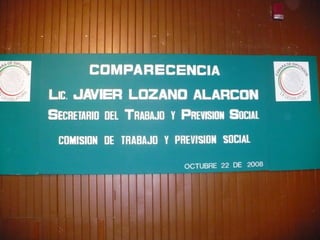 COMPARECENCIA
LIC. JAVIER LOZANO ALARCON
SECRETARIO DEL TRABAJO Y PREVISION SOCIAL
COMISION DE TRABAJO Y PREVISION SOCIAL
OCTUBRE 22 DE 2008